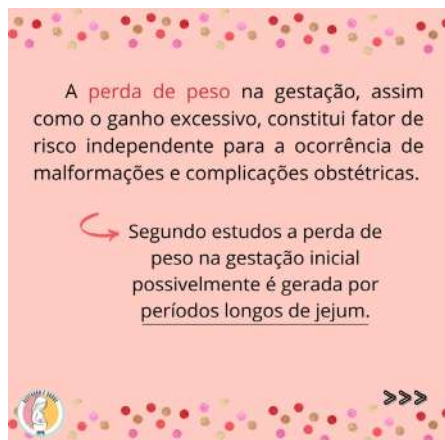 A perda de peso na gestação, assim
como o ganho excessivo, constitui fator de
risco independente para a ocorrência de
malformações e complicações obstétricas.
Segundo estudos a perda de
peso na gestação inicial
possivelmente é gerada por
períodos longos de jejum.
>>>